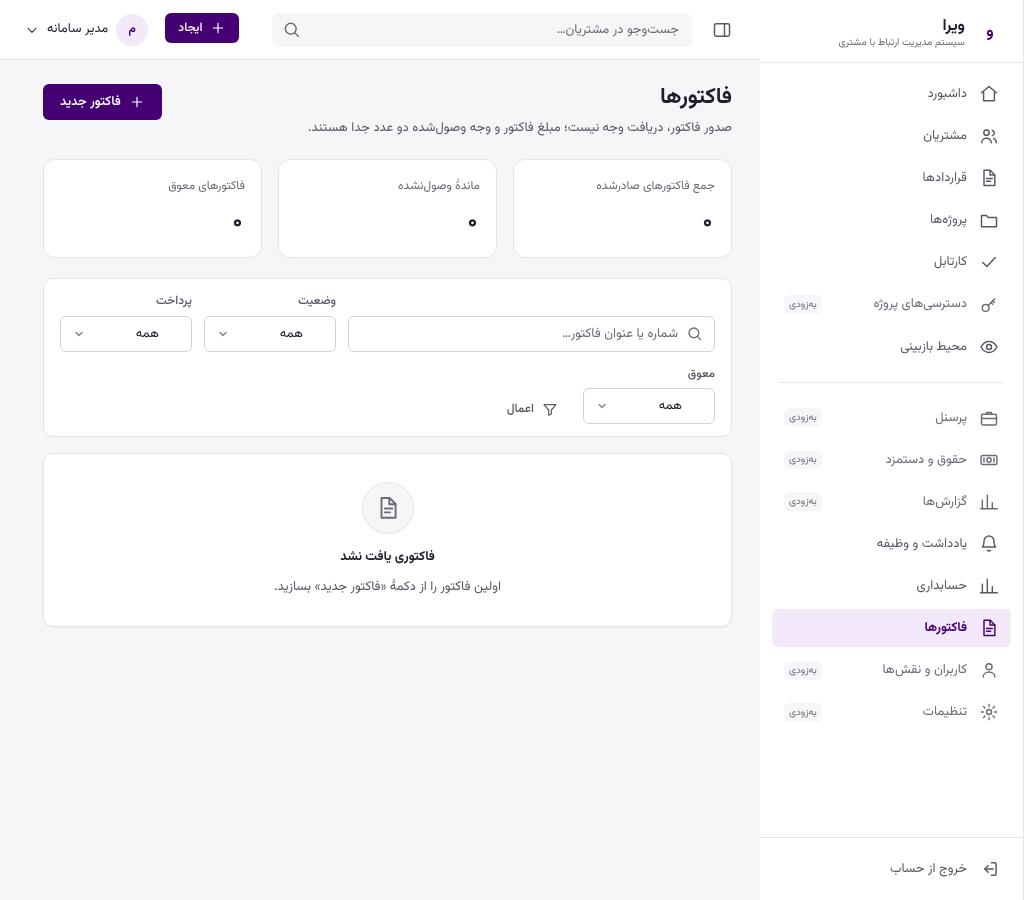 و
ویرا
سیستم مدیریت ارتباط با مشتری
داشبورد
مشتریان
قراردادها
پروژه‌ها
کارتابل
دسترسی‌های پروژه
به‌زودی
محیط بازبینی
پرسنل
به‌زودی
حقوق و دستمزد
به‌زودی
گزارش‌ها
به‌زودی
یادداشت و وظیفه
حسابداری
فاکتورها
کاربران و نقش‌ها
به‌زودی
تنظیمات
به‌زودی
خروج از حساب
جست‌وجو در مشتریان…
ایجاد
م
مدیر سامانه
فاکتورها
صدور فاکتور، دریافت وجه نیست؛ مبلغ فاکتور و وجه وصول‌شده دو عدد جدا هستند.
فاکتور جدید
جمع فاکتورهای صادرشده
۰
ماندهٔ وصول‌نشده
۰
فاکتورهای معوق
۰
شماره یا عنوان فاکتور…
وضعیت
همه
پرداخت
همه
معوق
همه
اعمال
فاکتوری یافت نشد
اولین فاکتور را از دکمهٔ «فاکتور جدید» بسازید.